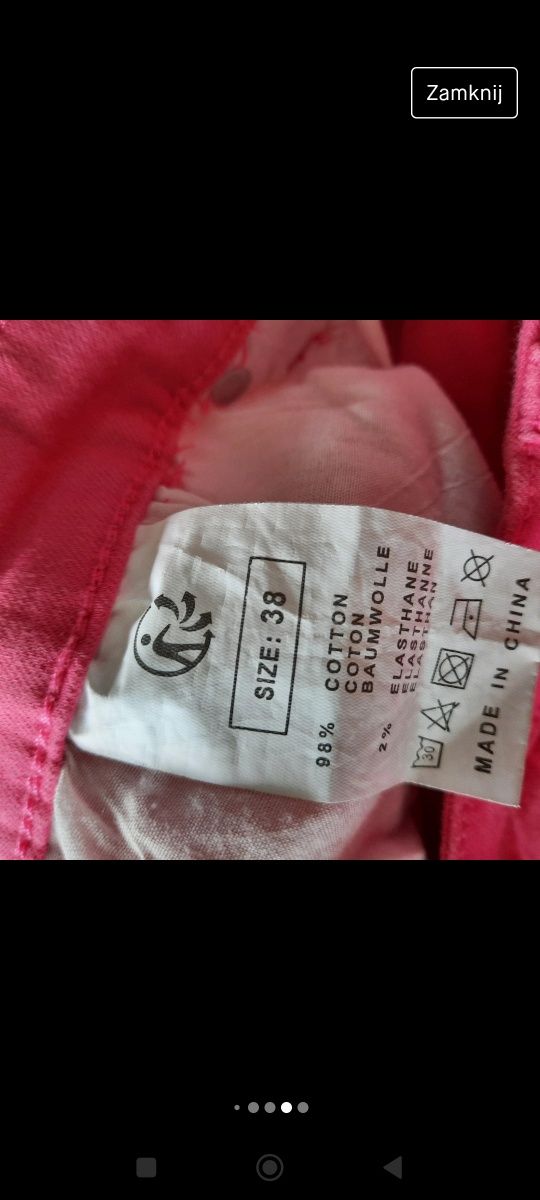 Zamknij
SIZE: 38
98% COTTON
COTON
BAUMWOLLE
2% ELASTHANE
ELASTHANNE
ELASTHAN
30
MADE IN CHINA